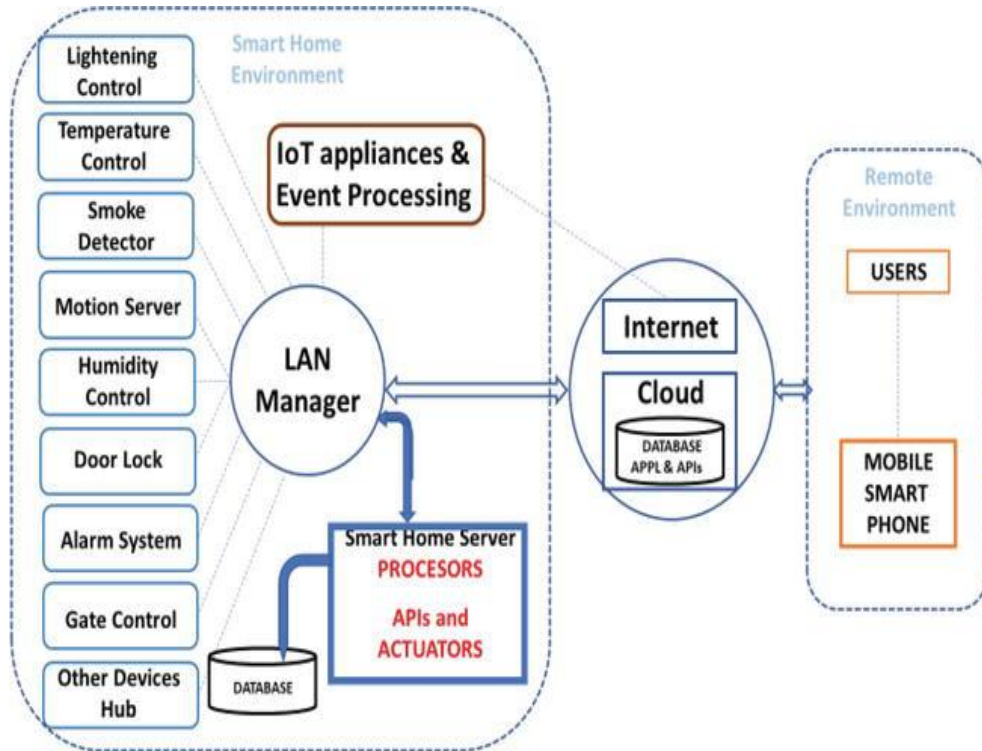 Smart Home
Environment
Lightening
Control
Temperature
Control
Smoke
Detector
Motion Server
Humidity
Control
Door Lock
Alarm System
Gate Control
Other Devices
Hub
IoT appliances &
Event Processing
LAN
Manager
Smart Home Server
PROCESORS
APIs and
ACTUATORS
DATABASE
Internet
Cloud
DATABASE
APPL & APIs
Remote
Environment
USERS
MOBILE
SMART
PHONE